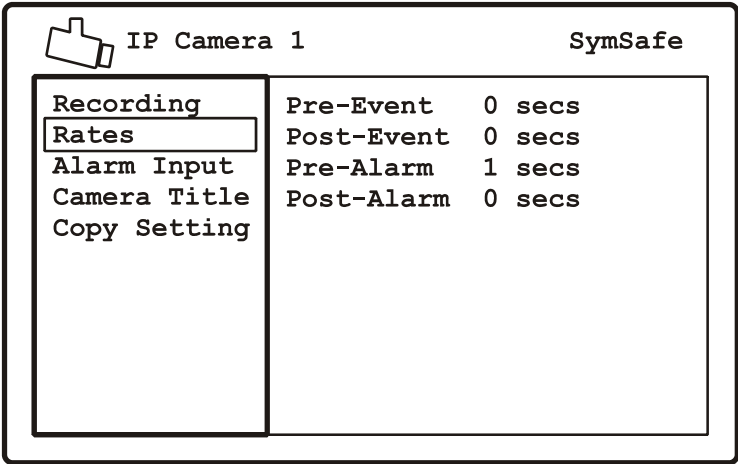 IP Camera 1 SymSafe
Recording
Rates
Alarm Input
Camera Title
Copy Setting
Pre-Event 0 secs
Post-Event 0 secs
Pre-Alarm 1 secs
Post-Alarm 0 secs